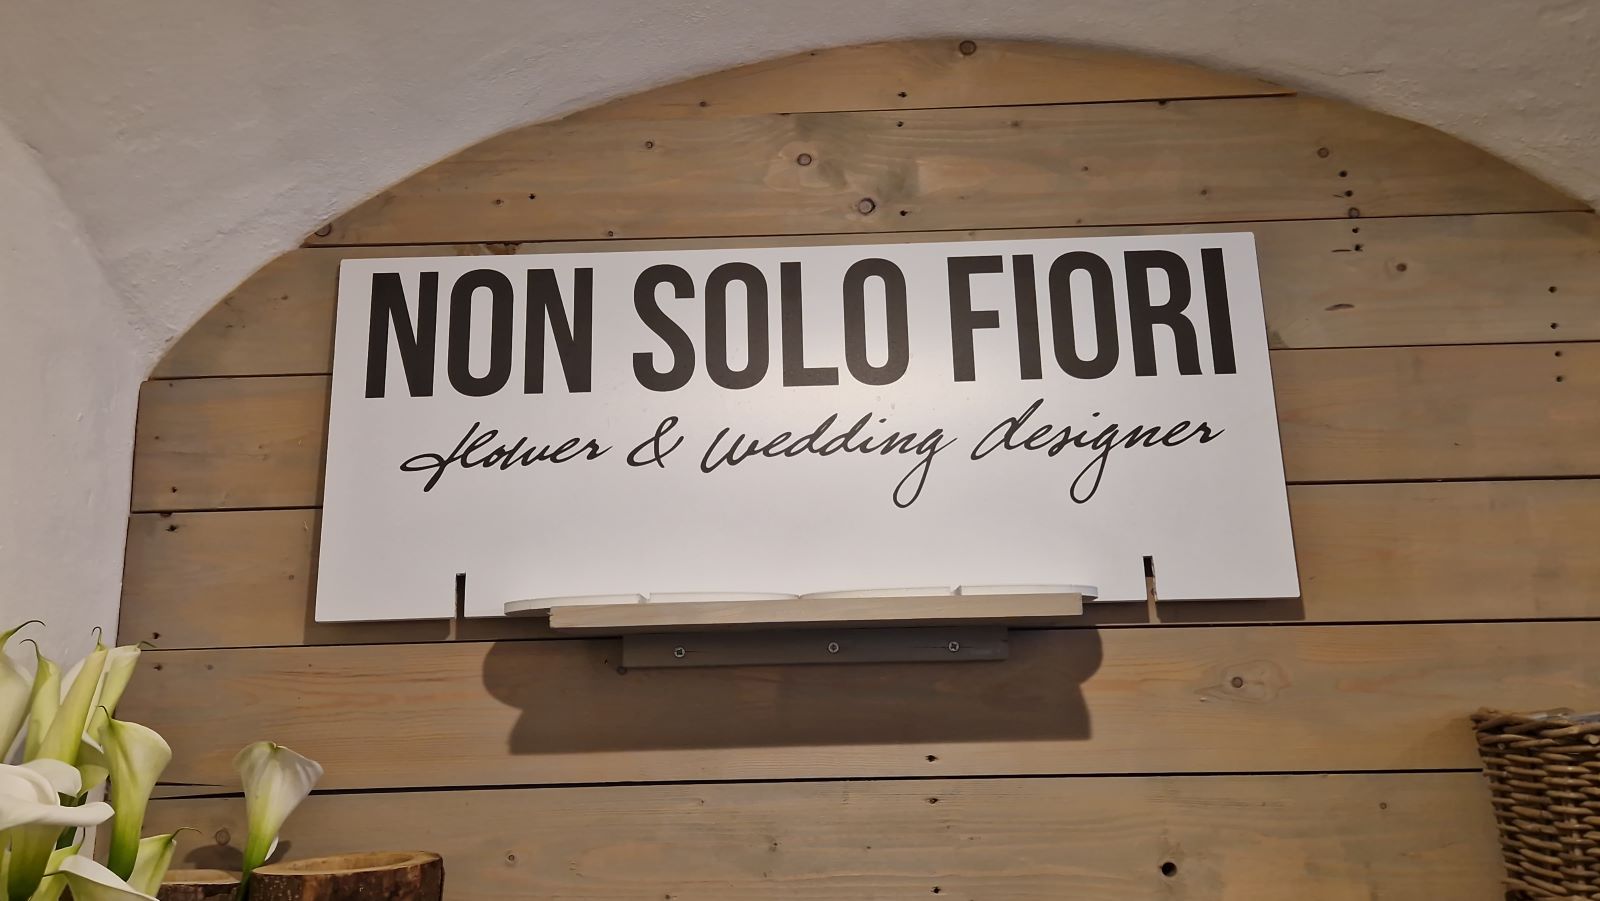 NON SOLO FIORI
flower & wedding designer